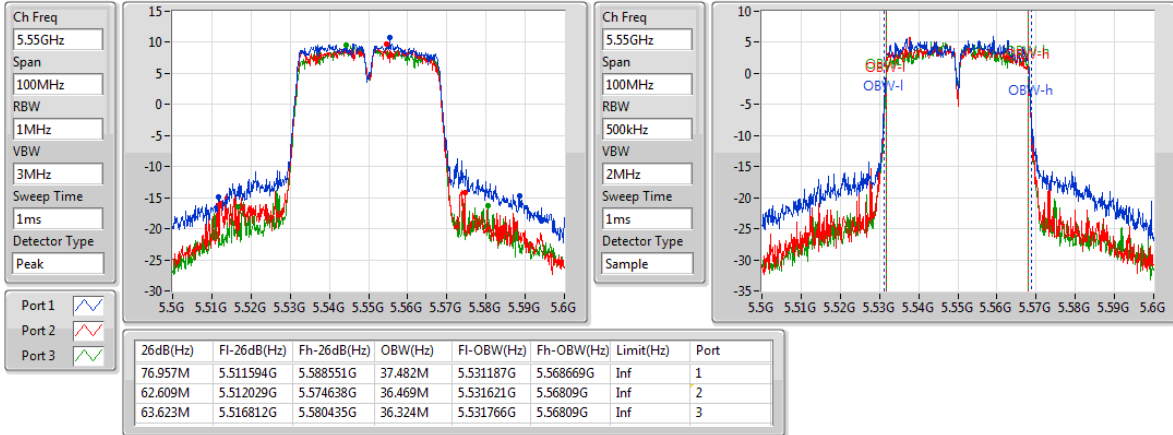 Ch Freq
5.55GHz
Span
100MHz
RBW
1MHz
VBW
3MHz
Sweep Time
1ms
Detector Type
Peak
Port 1
Port 2
Port 3
15
10
5
0
-5
-10
-15
-20
-25
-30
5.5G 5.51G 5.52G 5.53G 5.54G 5.55G 5.56G 5.57G 5.58G 5.59G 5.6G
Ch Freq
5.55GHz
Span
100MHz
RBW
500kHz
VBW
2MHz
Sweep Time
1ms
Detector Type
Sample
10
5
0
-5
-10
-15
-20
-25
-30
-35
OBW-l
OBW-h
OBW-l
OBW-h
5.5G 5.51G 5.52G 5.53G 5.54G 5.55G 5.56G 5.57G 5.58G 5.59G 5.6G
26dB(Hz) Fl-26dB(Hz) Fh-26dB(Hz) OBW(Hz) Fl-OBW(Hz) Fh-OBW(Hz) Limit(Hz) Port
76.957M 5.511594G 5.588551G 37.482M 5.531187G 5.568669G Inf 1
62.609M 5.512029G 5.574638G 36.469M 5.531621G 5.56809G Inf 2
63.623M 5.516812G 5.580435G 36.324M 5.531766G 5.56809G Inf 3